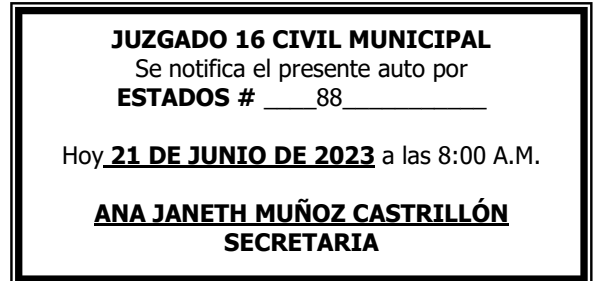 JUZGADO 16 CIVIL MUNICIPAL
Se notifica el presente auto por
ESTADOS # ____88___________
Hoy 21 DE JUNIO DE 2023 a las 8:00 A.M.
ANA JANETH MUÑOZ CASTRILLÓN
SECRETARIA